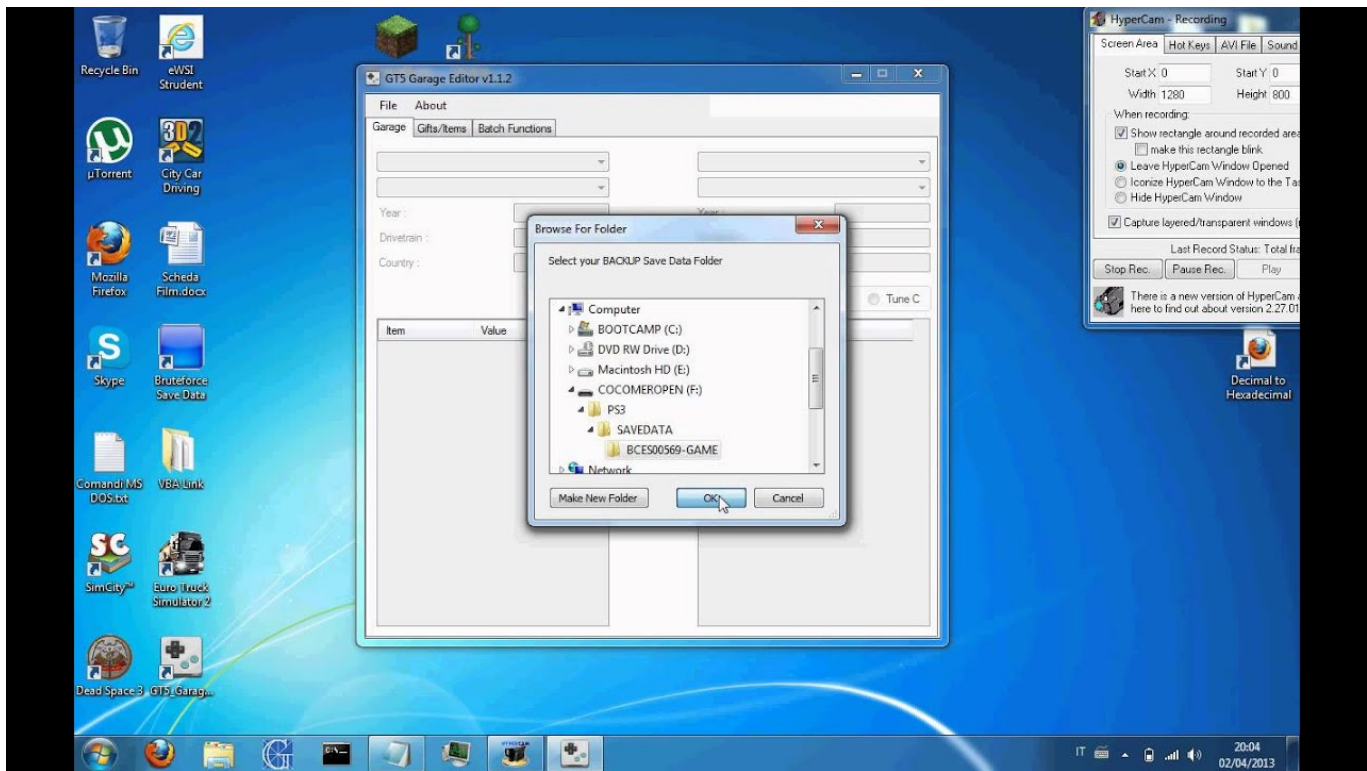 Recycle Bin
eWSI
Strudent
µTorrent
City Car
Driving
Mozilla
Firefox
Scheda
Film.docx
Skype
Bruteforce
Save Data
Comandi MS
DOS.txt
VBA Link
SimCity™
Euro Truck
Simulator 2
Dead Space 3
GT5_Garag...
GT5 Garage Editor v1.1.2
File About
Garage Gifts/Items Batch Functions
Year : Year :
Drivetrain :
Country :
Tune C
Item Value
Browse For Folder
Select your BACKUP Save Data Folder
Computer
BOOTCAMP (C:)
DVD RW Drive (D:)
Macintosh HD (E:)
COCOMEROPEN (F:)
PS3
SAVEDATA
BCES00569-GAME
Network
Make New Folder OK Cancel
HyperCam - Recording
Screen Area Hot Keys AVI File Sound
Start X 0 Start Y 0
Width 1280 Height 800
When recording:
Show rectangle around recorded area
make this rectangle blink
Leave HyperCam Window Opened
Iconize HyperCam Window to the Tas
Hide HyperCam Window
Capture layered/transparent windows (
Last Record Status: Total fra
Stop Rec. Pause Rec. Play
There is a new version of HyperCam a
here to find out about version 2.27.01
Decimal to
Hexadecimal
IT
20:04
02/04/2013